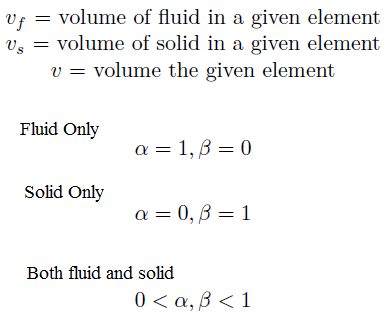 v_f = volume of fluid in a given element
v_s = volume of solid in a given element
v = volume the given element
Fluid Only
α = 1, β = 0
Solid Only
α = 0, β = 1
Both fluid and solid
0 < α, β < 1